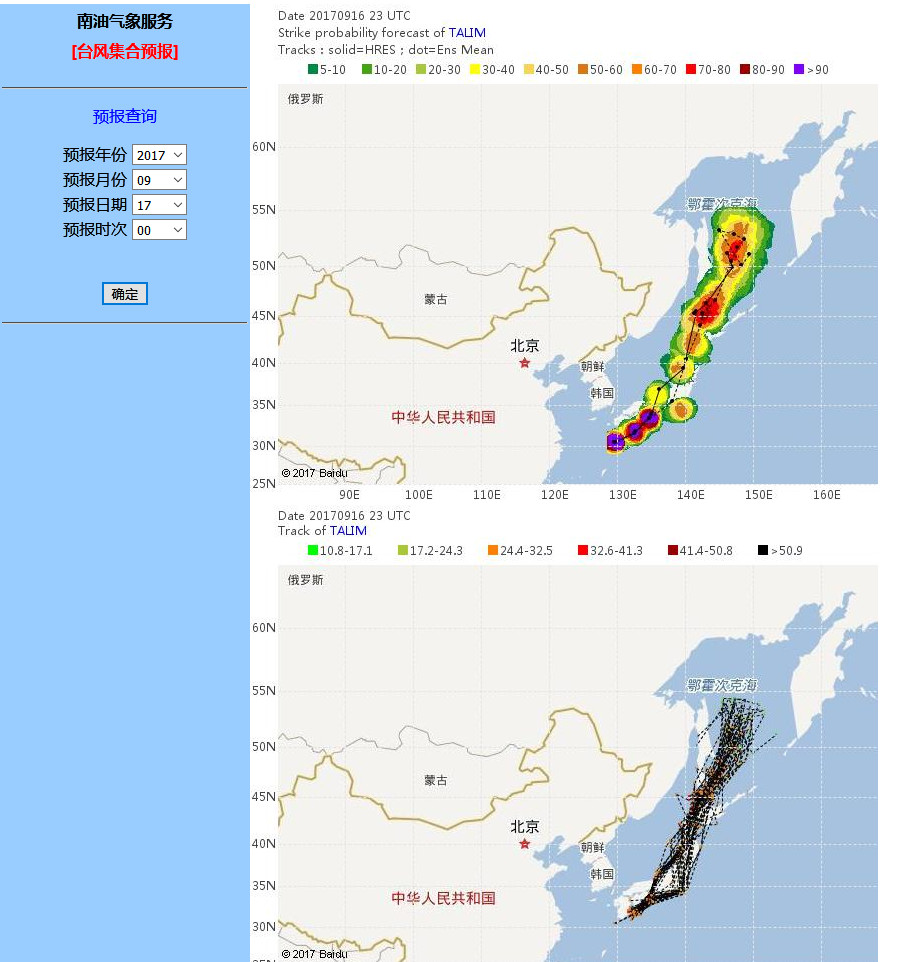 南油气象服务
[台风集合预报]
预报查询
预报年份 2017
预报月份 09
预报日期 17
预报时次 00
确定
Date 20170916 23 UTC
Strike probability forecast of TALIM
Tracks : solid=HRES ; dot=Ens Mean
5-10 10-20 20-30 30-40 40-50 50-60 60-70 70-80 80-90 >90
俄罗斯
60N
鄂霍次克海
55N
50N
蒙古
45N
北京
40N
朝鲜
韩国
35N
中华人民共和国
30N
© 2017 Baidu
25N
90E 100E 110E 120E 130E 140E 150E 160E
Date 20170916 23 UTC
Track of TALIM
10.8-17.1 17.2-24.3 24.4-32.5 32.6-41.3 41.4-50.8 >50.9
俄罗斯
60N
鄂霍次克海
55N
50N
蒙古
45N
北京
40N
朝鲜
韩国
35N
中华人民共和国
30N
© 2017 Baidu